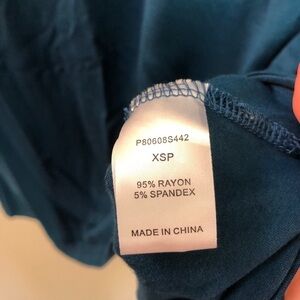 P80608S442
XSP
95% RAYON
5% SPANDEX
MADE IN CHINA